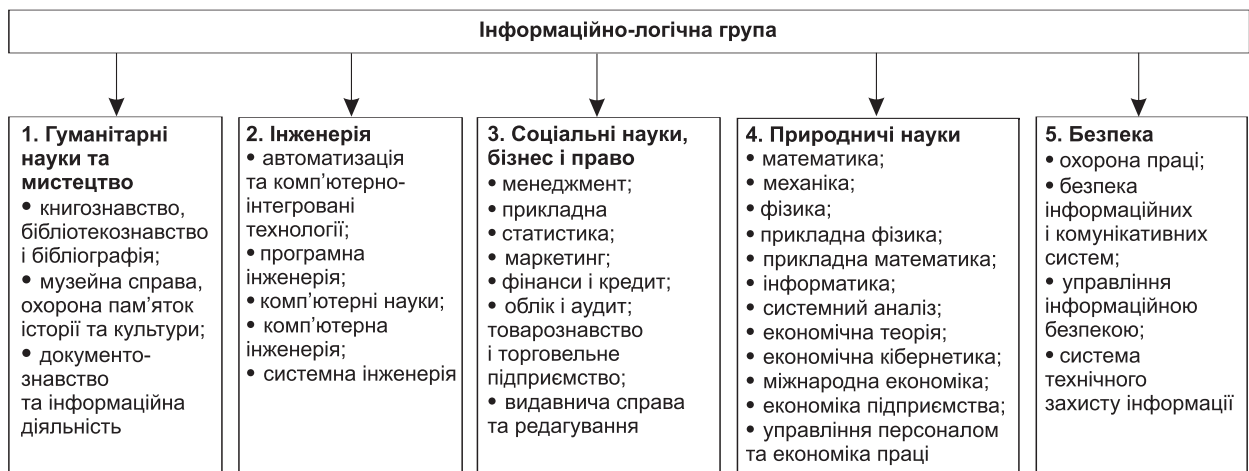 Інформаційно-логічна група
1. Гуманітарні
науки та
мистецтво
• книгознавство,
бібліотекознавство
і бібліографія;
• музейна справа,
охорона пам’яток
історії та культури;
• документо-
знавство
та інформаційна
діяльність
2. Інженерія
• автоматизація
та комп’ютерно-
інтегровані
технології;
• програмна
інженерія;
• комп’ютерні науки;
• комп’ютерна
інженерія;
• системна інженерія
3. Соціальні науки,
бізнес і право
• менеджмент;
• прикладна
• статистика;
• маркетинг;
• фінанси і кредит;
• облік і аудит;
товарознавство
і торговельне
підприємство;
• видавнича справа
та редагування
4. Природничі науки
• математика;
• механіка;
• фізика;
• прикладна фізика;
• прикладна математика;
• інформатика;
• системний аналіз;
• економічна теорія;
• економічна кібернетика;
• міжнародна економіка;
• економіка підприємства;
• управління персоналом
та економіка праці
5. Безпека
• охорона праці;
• безпека
інформаційних
і комунікативних
систем;
• управління
інформаційною
безпекою;
• система
технічного
захисту інформації